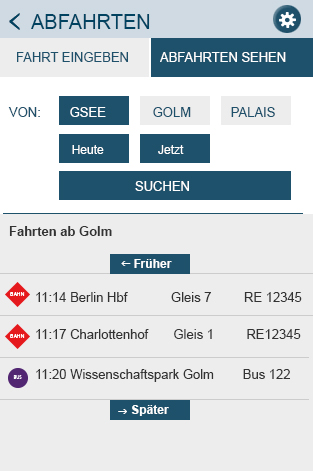 < ABFAHRTEN
FAHRT EINGEBEN ABFAHRTEN SEHEN
VON: GSEE GOLM PALAIS
Heute Jetzt
SUCHEN
Fahrten ab Golm
← Früher
BAHN 11:14 Berlin Hbf Gleis 7 RE 12345
BAHN 11:17 Charlottenhof Gleis 1 RE12345
BUS 11:20 Wissenschaftspark Golm Bus 122
→ Später